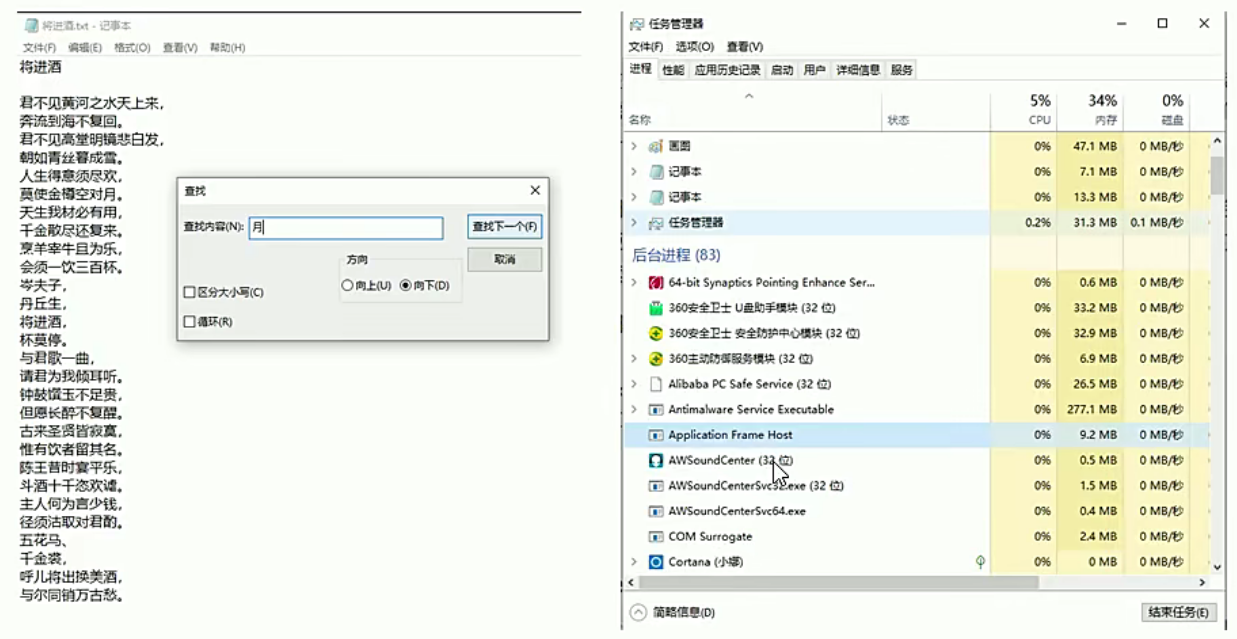 将进酒.txt - 记事本
文件(F) 编辑(E) 格式(O) 查看(V) 帮助(H)
将进酒
君不见黄河之水天上来，
奔流到海不复回。
君不见高堂明镜悲白发，
朝如青丝暮成雪。
人生得意须尽欢，
莫使金樽空对月。
天生我材必有用，
千金散尽还复来。
烹羊宰牛且为乐，
会须一饮三百杯。
岑夫子，
丹丘生，
将进酒，
杯莫停。
与君歌一曲，
请君为我倾耳听。
钟鼓馔玉不足贵，
但愿长醉不复醒。
古来圣贤皆寂寞，
惟有饮者留其名。
陈王昔时宴平乐，
斗酒十千恣欢谑。
主人何为言少钱，
径须沽取对君酌。
五花马、
千金裘，
呼儿将出换美酒，
与尔同销万古愁。
查找
查找内容(N): 月
查找下一个(F)
方向
取消
向上(U) 向下(D)
区分大小写(C)
循环(R)
任务管理器
文件(F) 选项(O) 查看(V)
进程 性能 应用历史记录 启动 用户 详细信息 服务
5% 34% 0%
名称 状态 CPU 内存 磁盘
画图 0% 47.1 MB 0 MB/秒
记事本 0% 7.1 MB 0 MB/秒
记事本 0% 13.3 MB 0 MB/秒
任务管理器 0.2% 31.3 MB 0.1 MB/秒
后台进程 (83)
64-bit Synaptics Pointing Enhance Ser... 0% 0.6 MB 0 MB/秒
360安全卫士 U盘助手模块 (32 位) 0% 33.2 MB 0 MB/秒
360安全卫士 安全防护中心模块 (32 位) 0% 32.9 MB 0 MB/秒
360主动防御服务模块 (32 位) 0% 6.9 MB 0 MB/秒
Alibaba PC Safe Service (32 位) 0% 26.5 MB 0 MB/秒
Antimalware Service Executable 0% 277.1 MB 0 MB/秒
Application Frame Host 0% 9.2 MB 0 MB/秒
AWSoundCenter (32 位) 0% 0.5 MB 0 MB/秒
AWSoundCenterSvc32.exe (32 位) 0% 1.5 MB 0 MB/秒
AWSoundCenterSvc64.exe 0% 0.4 MB 0 MB/秒
COM Surrogate 0% 2.4 MB 0 MB/秒
Cortana (小娜) 0% 0 MB 0 MB/秒
简略信息(D)
结束任务(E)